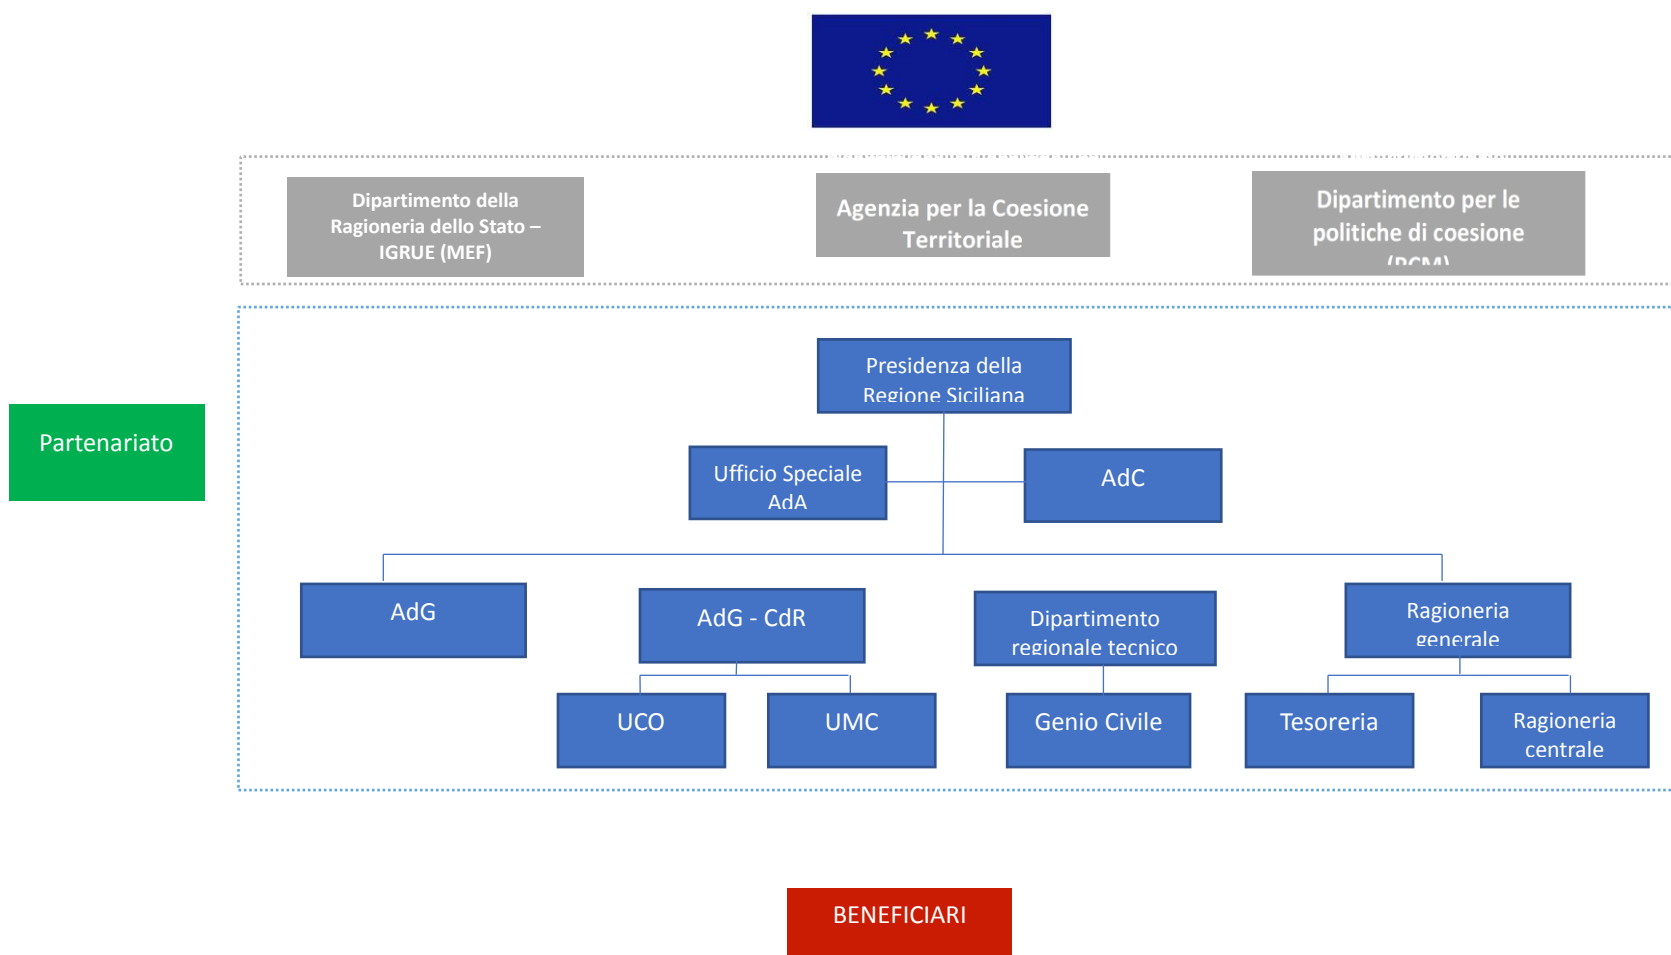 Dipartimento della
Ragioneria dello Stato –
IGRUE (MEF)
Agenzia per la Coesione
Territoriale
Dipartimento per le
politiche di coesione
(PCM)
Presidenza della
Regione Siciliana
Partenariato
Ufficio Speciale
AdA
AdC
AdG
AdG - CdR
Dipartimento
regionale tecnico
Ragioneria
generale
UCO
UMC
Genio Civile
Tesoreria
Ragioneria
centrale
BENEFICIARI